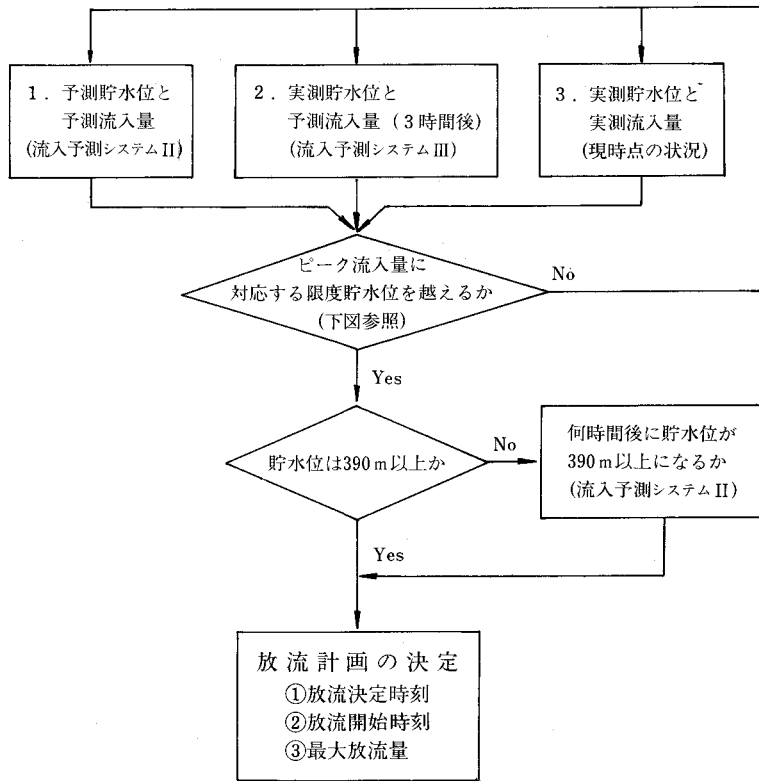 1．予測貯水位と
予測流入量
(流入予測システムII)
2．実測貯水位と
予測流入量（3時間後）
(流入予測システムIII)
3．実測貯水位と
実測流入量
(現時点の状況)
ピーク流入量に
対応する限度貯水位を越えるか
(下図参照)
No
Yes
貯水位は390m以上か
No
何時間後に貯水位が
390m以上になるか
(流入予測システムII)
Yes
放流計画の決定
①放流決定時刻
②放流開始時刻
③最大放流量